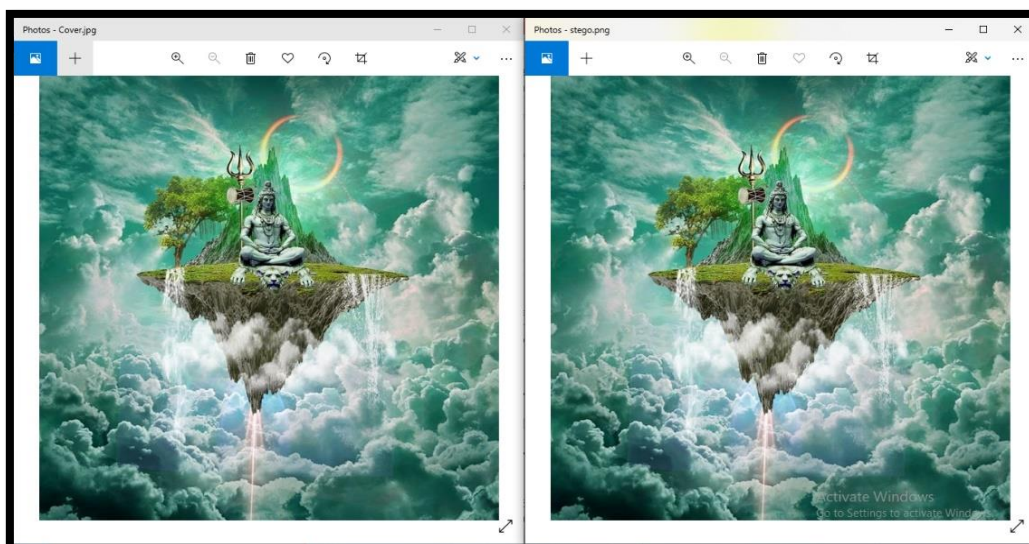 Photos - Cover.jpg
Photos - stego.png
Activate Windows
Go to Settings to activate Windows